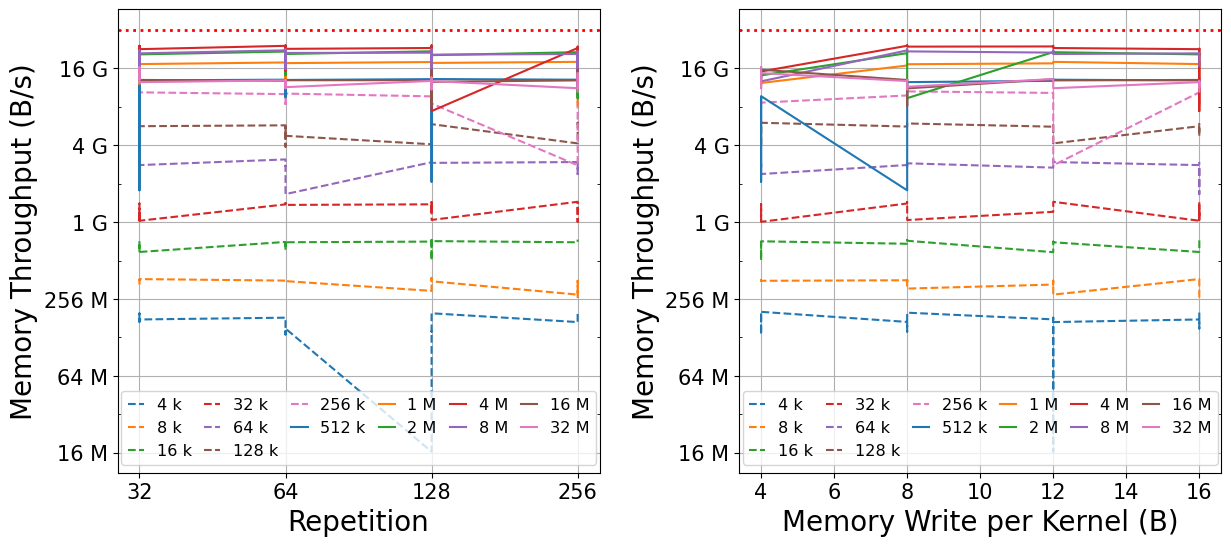 Memory Throughput (B/s)
16 G
4 G
1 G
256 M
64 M
16 M
4 k
8 k
16 k
32 k
64 k
128 k
256 k
512 k
1 M
2 M
4 M
8 M
16 M
32 M
32
64
128
256
Repetition
Memory Throughput (B/s)
16 G
4 G
1 G
256 M
64 M
16 M
4 k
8 k
16 k
32 k
64 k
128 k
256 k
512 k
1 M
2 M
4 M
8 M
16 M
32 M
4
6
8
10
12
14
16
Memory Write per Kernel (B)